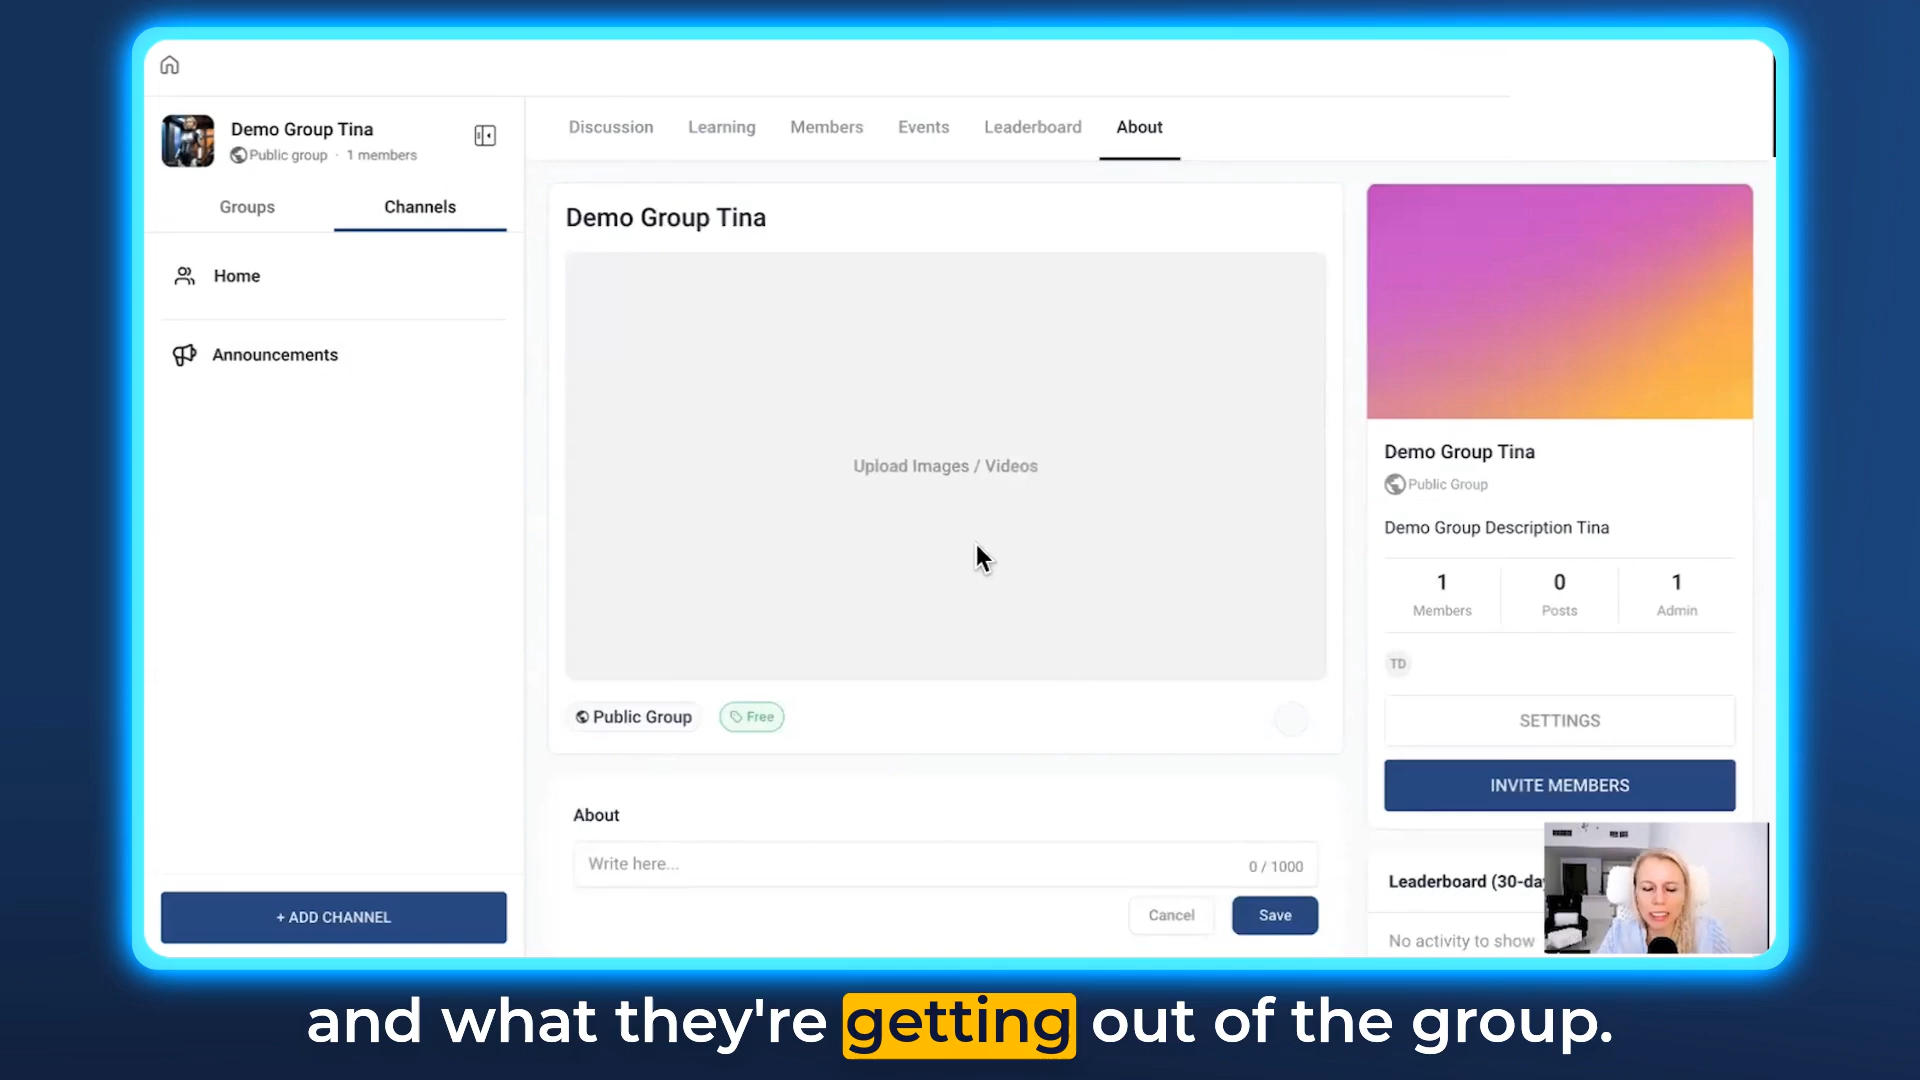 Demo Group Tina
Public group · 1 members
Groups
Channels
Home
Announcements
+ ADD CHANNEL
Discussion
Learning
Members
Events
Leaderboard
About
Demo Group Tina
Upload Images / Videos
Public Group
Free
About
Write here...
0 / 1000
Cancel
Save
Demo Group Tina
Public Group
Demo Group Description Tina
1
Members
0
Posts
1
Admin
TD
SETTINGS
INVITE MEMBERS
Leaderboard (30-da
No activity to show
and what they're getting out of the group.